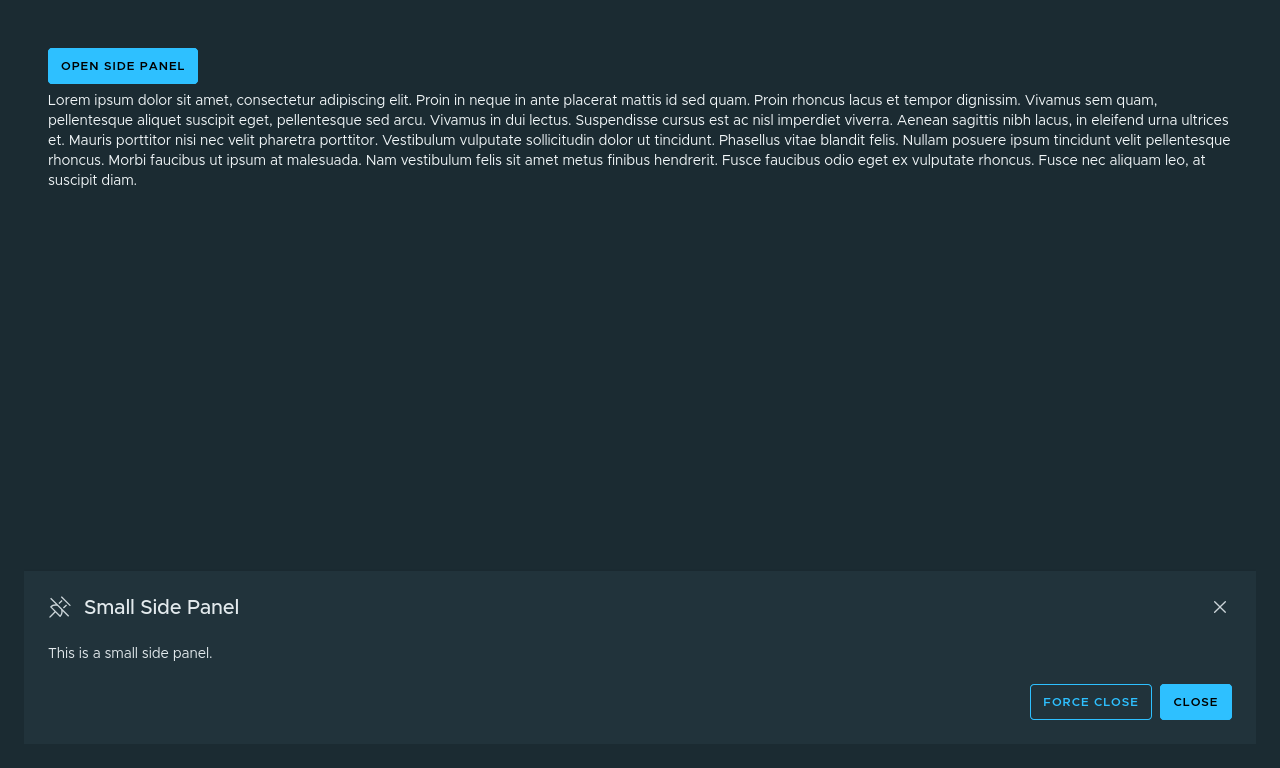 OPEN SIDE PANEL
Lorem ipsum dolor sit amet, consectetur adipiscing elit. Proin in neque in ante placerat mattis id sed quam. Proin rhoncus lacus et tempor dignissim. Vivamus sem quam,
pellentesque aliquet suscipit eget, pellentesque sed arcu. Vivamus in dui lectus. Suspendisse cursus est ac nisl imperdiet viverra. Aenean sagittis nibh lacus, in eleifend urna ultrices
et. Mauris porttitor nisi nec velit pharetra porttitor. Vestibulum vulputate sollicitudin dolor ut tincidunt. Phasellus vitae blandit felis. Nullam posuere ipsum tincidunt velit pellentesque
rhoncus. Morbi faucibus ut ipsum at malesuada. Nam vestibulum felis sit amet metus finibus hendrerit. Fusce faucibus odio eget ex vulputate rhoncus. Fusce nec aliquam leo, at
suscipit diam.
Small Side Panel
This is a small side panel.
FORCE CLOSE
CLOSE